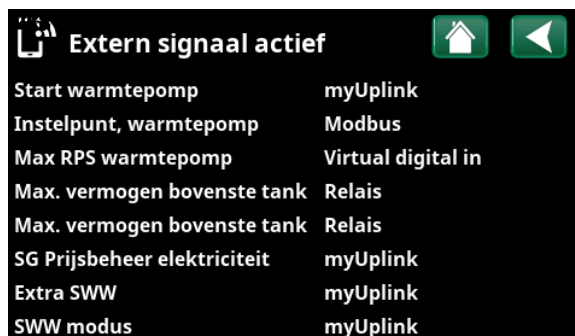 Extern signaal actief
Start warmtepomp myUplink
Instelpunt, warmtepomp Modbus
Max RPS warmtepomp Virtual digital in
Max. vermogen bovenste tank Relais
Max. vermogen bovenste tank Relais
SG Prijsbeheer elektriciteit myUplink
Extra SWW myUplink
SWW modus myUplink